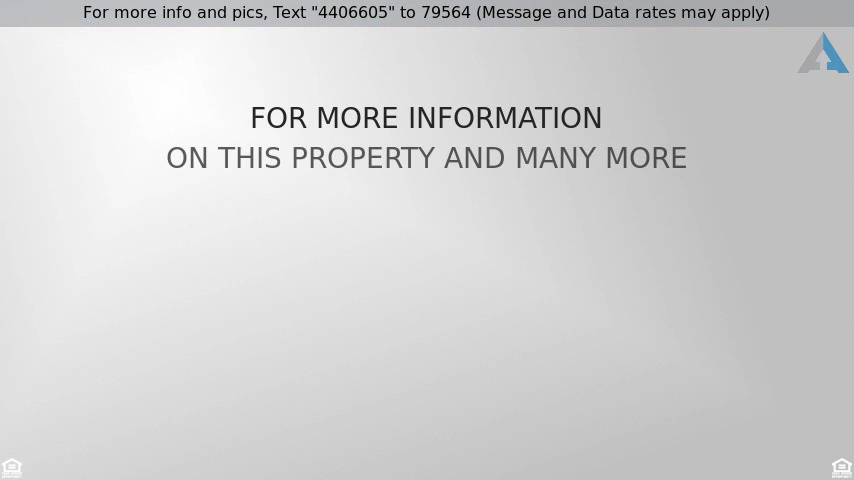 For more info and pics, Text "4406605" to 79564 (Message and Data rates may apply)
FOR MORE INFORMATION
ON THIS PROPERTY AND MANY MORE